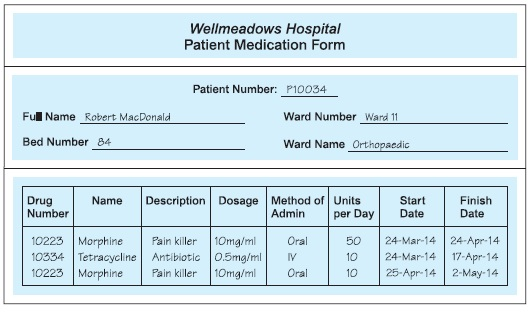 Wellmeadows Hospital
Patient Medication Form
Patient Number: P10034
Full Name Robert MacDonald Ward Number Ward 11
Bed Number 84 Ward Name Orthopaedic
Drug Number Name Description Dosage Method of Admin Units per Day Start Date Finish Date
10223 Morphine Pain killer 10mg/ml Oral 50 24-Mar-14 24-Apr-14
10334 Tetracycline Antibiotic 0.5mg/ml IV 10 24-Mar-14 17-Apr-14
10223 Morphine Pain killer 10mg/ml Oral 10 25-Apr-14 2-May-14